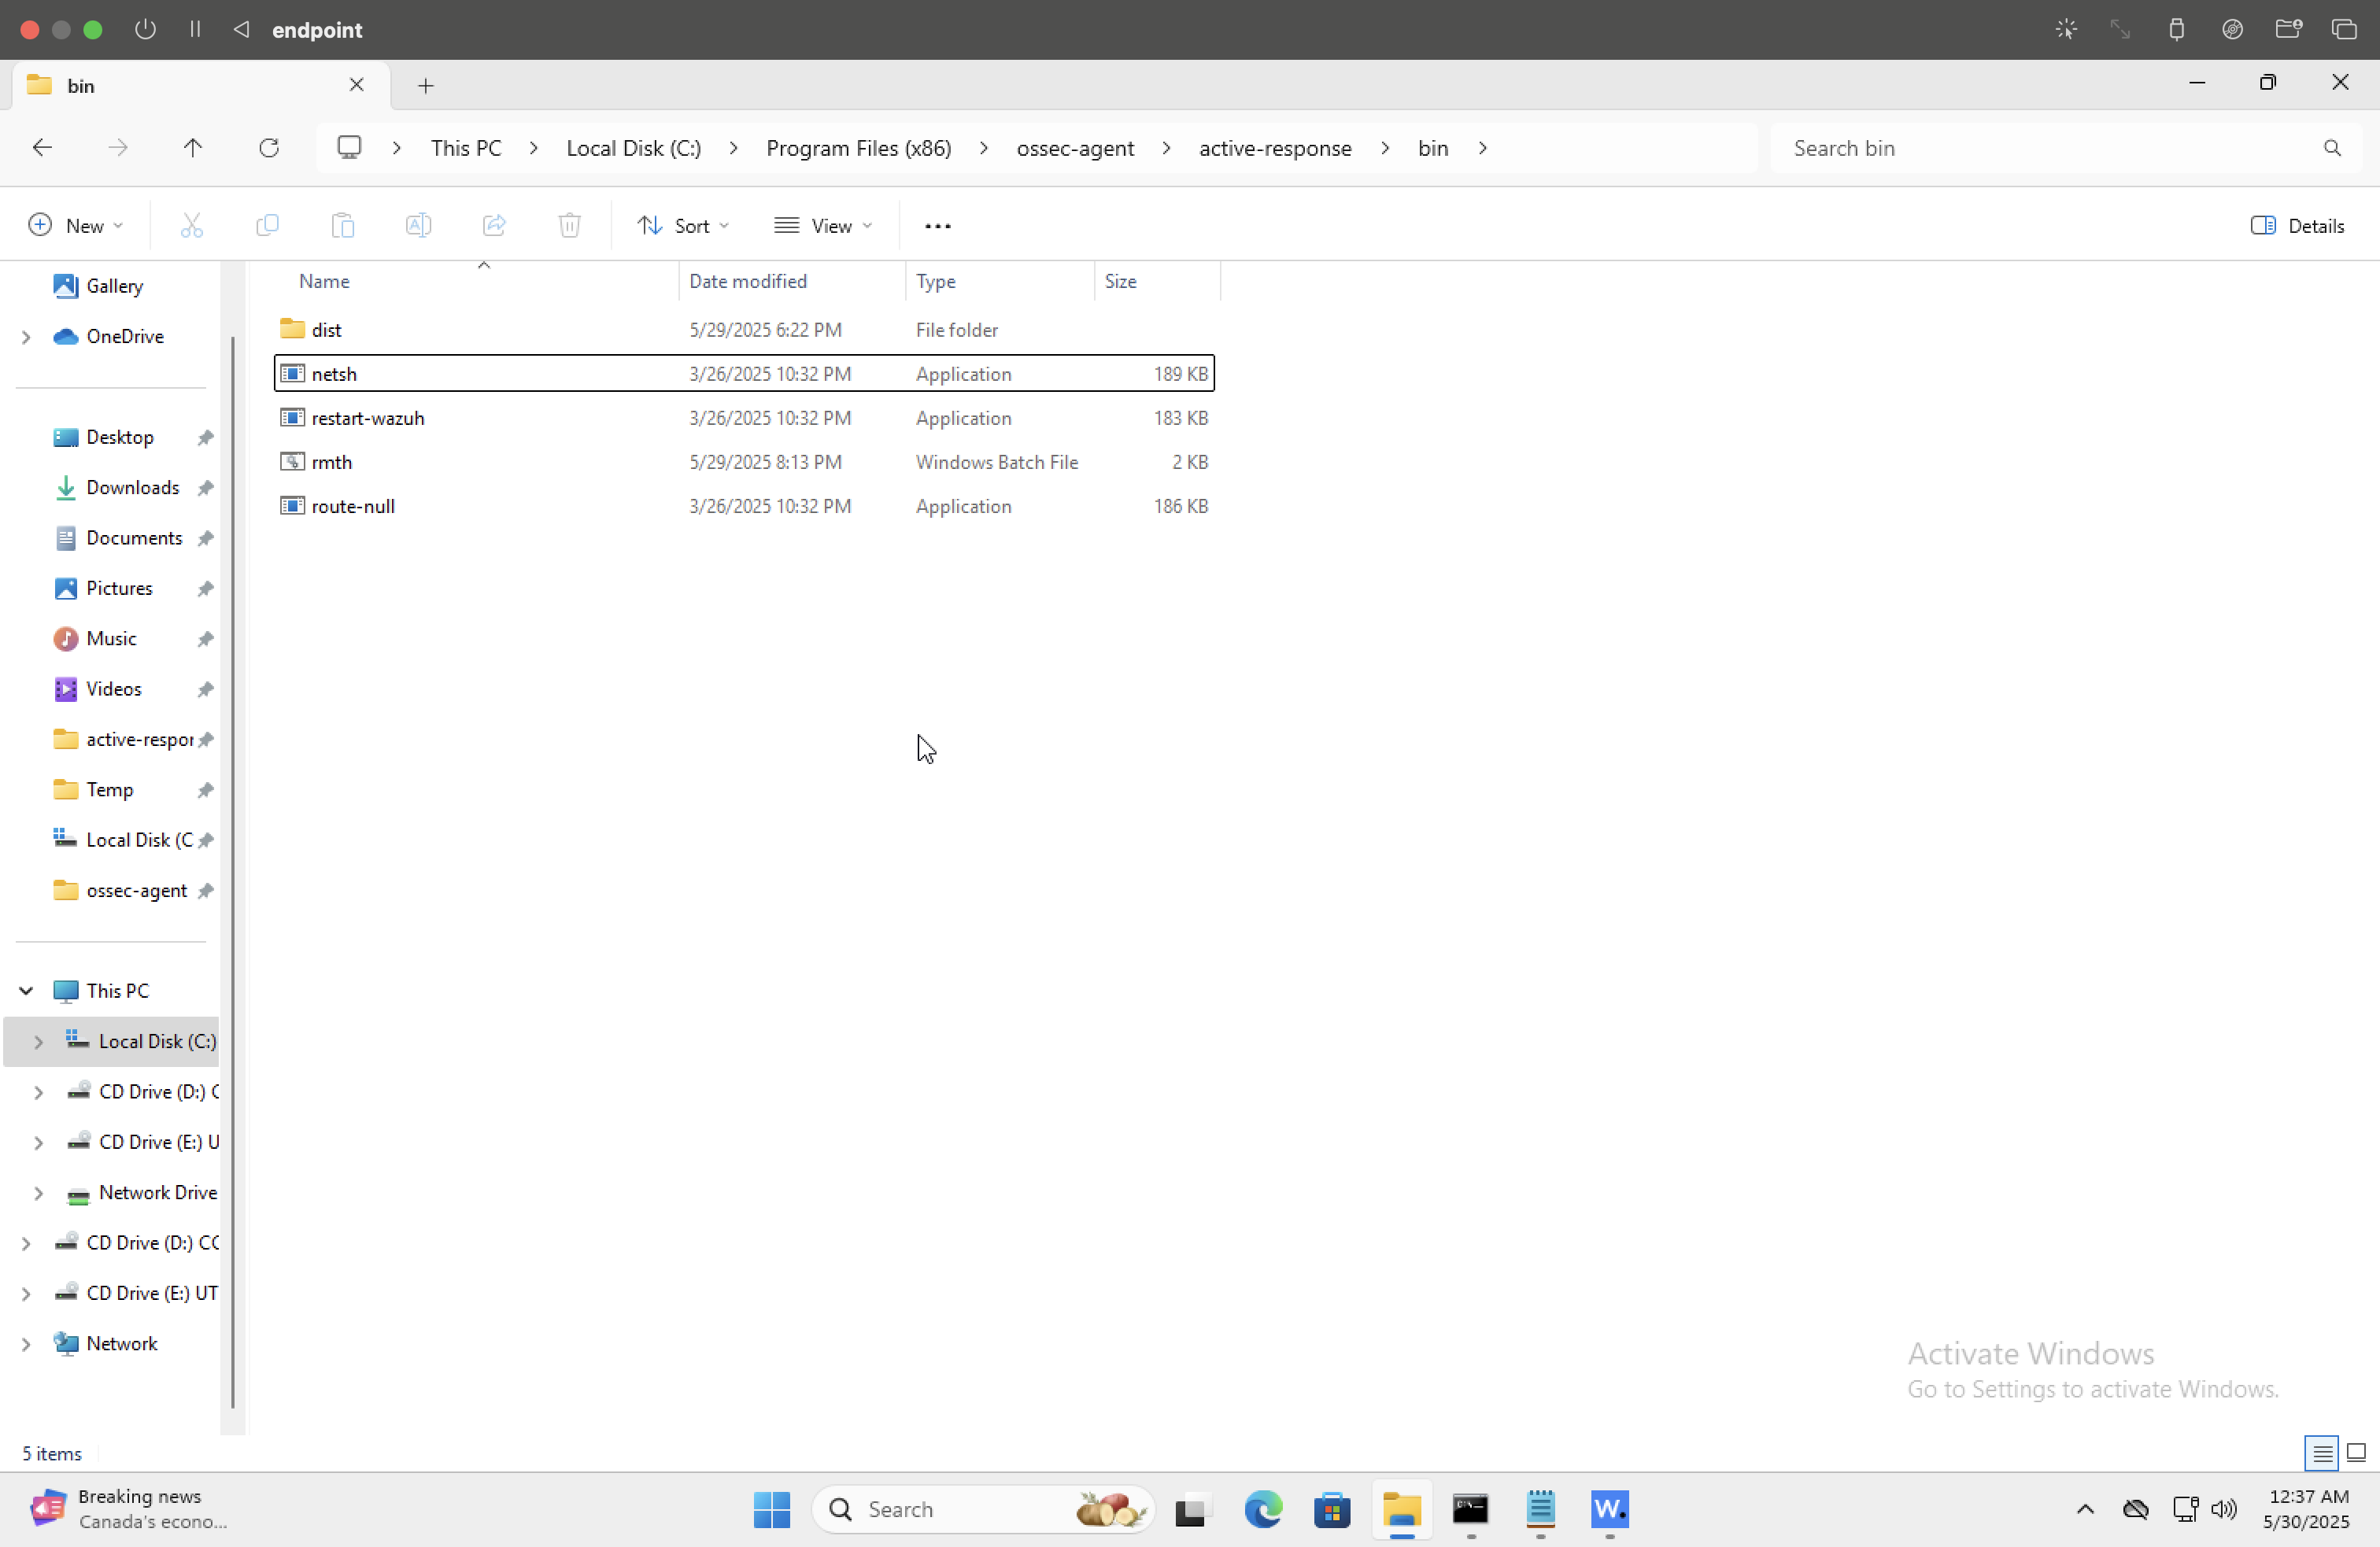 endpoint
bin
This PC
Local Disk (C:)
Program Files (x86)
ossec-agent
active-response
bin
Search bin
New
Sort
View
Details
Name
Date modified
Type
Size
dist 5/29/2025 6:22 PM File folder
netsh 3/26/2025 10:32 PM Application 189 KB
restart-wazuh 3/26/2025 10:32 PM Application 183 KB
rmth 5/29/2025 8:13 PM Windows Batch File 2 KB
route-null 3/26/2025 10:32 PM Application 186 KB
Gallery
OneDrive
Desktop
Downloads
Documents
Pictures
Music
Videos
active-respor
Temp
Local Disk (C
ossec-agent
This PC
Local Disk (C:)
CD Drive (D:) C
CD Drive (E:) U
Network Drive
CD Drive (D:) CC
CD Drive (E:) UT
Network
Activate Windows
Go to Settings to activate Windows.
5 items
Breaking news
Canada's econo...
Search
W.
12:37 AM
5/30/2025